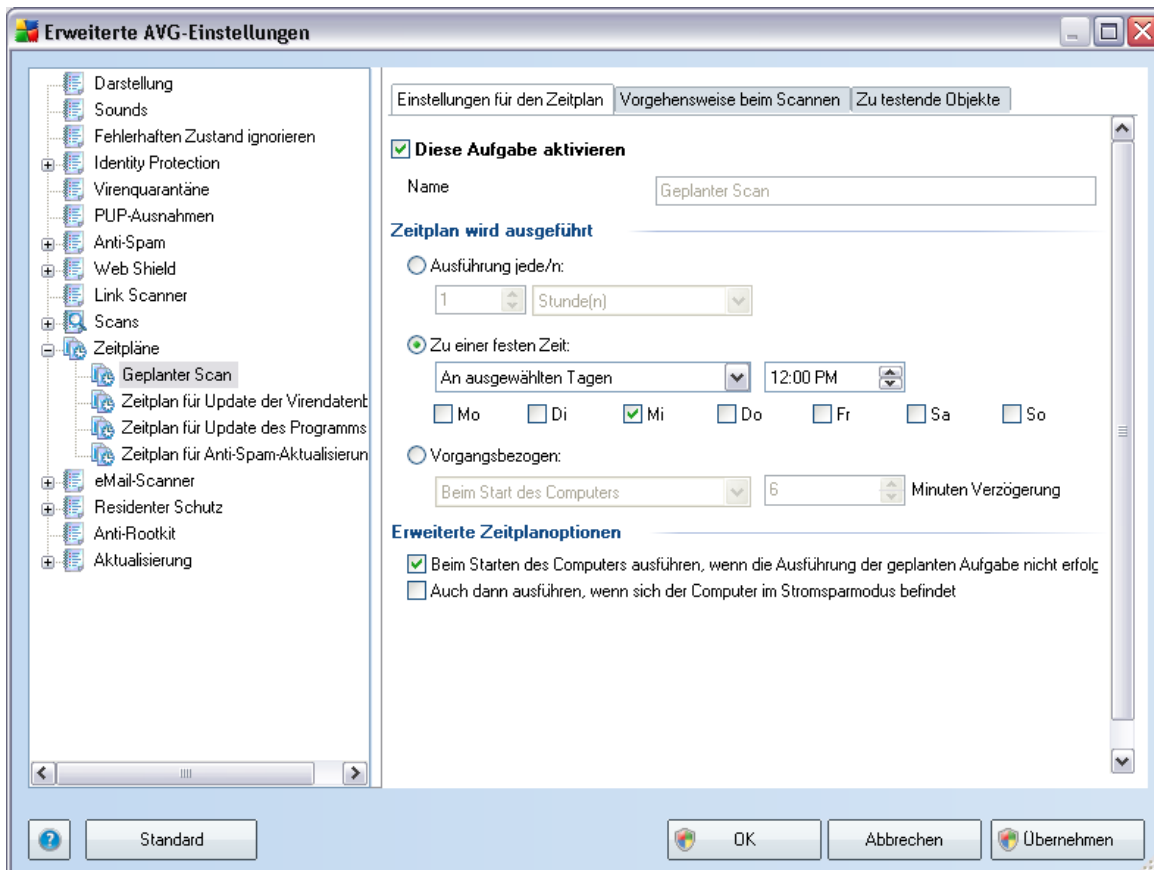 Erweiterte AVG-Einstellungen
Darstellung
Sounds
Fehlerhaften Zustand ignorieren
Identity Protection
Virenquarantäne
PUP-Ausnahmen
Anti-Spam
Web Shield
Link Scanner
Scans
Zeitpläne
Geplanter Scan
Zeitplan für Update der Virendatenb
Zeitplan für Update des Programms
Zeitplan für Anti-Spam-Aktualisierun
eMail-Scanner
Residenter Schutz
Anti-Rootkit
Aktualisierung
Einstellungen für den Zeitplan Vorgehensweise beim Scannen Zu testende Objekte
Diese Aufgabe aktivieren
Name Geplanter Scan
Zeitplan wird ausgeführt
Ausführung jede/n:
1 Stunde(n)
Zu einer festen Zeit:
An ausgewählten Tagen 12:00 PM
Mo Di Mi Do Fr Sa So
Vorgangsbezogen:
Beim Start des Computers 6 Minuten Verzögerung
Erweiterte Zeitplanoptionen
Beim Starten des Computers ausführen, wenn die Ausführung der geplanten Aufgabe nicht erfolg
Auch dann ausführen, wenn sich der Computer im Stromsparmodus befindet
? Standard OK Abbrechen Übernehmen